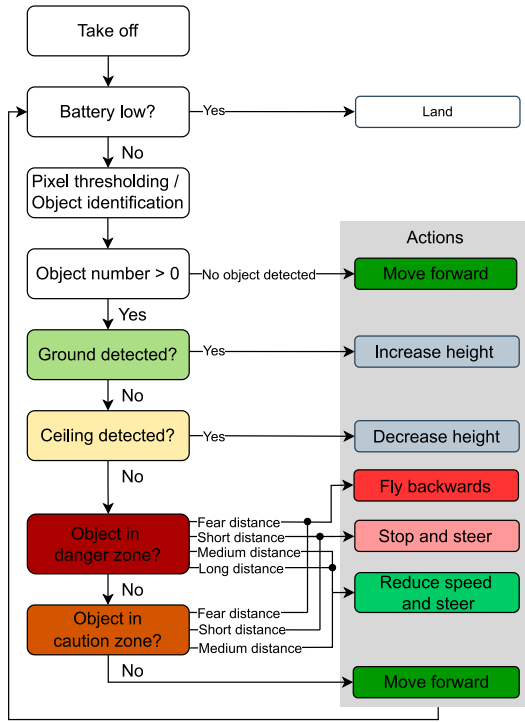 Take off
Battery low?
Yes
Land
No
Pixel thresholding /
Object identification
Actions
Object number > 0
No object detected
Move forward
Yes
Ground detected?
Yes
Increase height
No
Ceiling detected?
Yes
Decrease height
No
Fly backwards
Object in
danger zone?
Fear distance
Short distance
Medium distance
Long distance
Stop and steer
Reduce speed
and steer
No
Object in
caution zone?
Fear distance
Short distance
Medium distance
No
Move forward